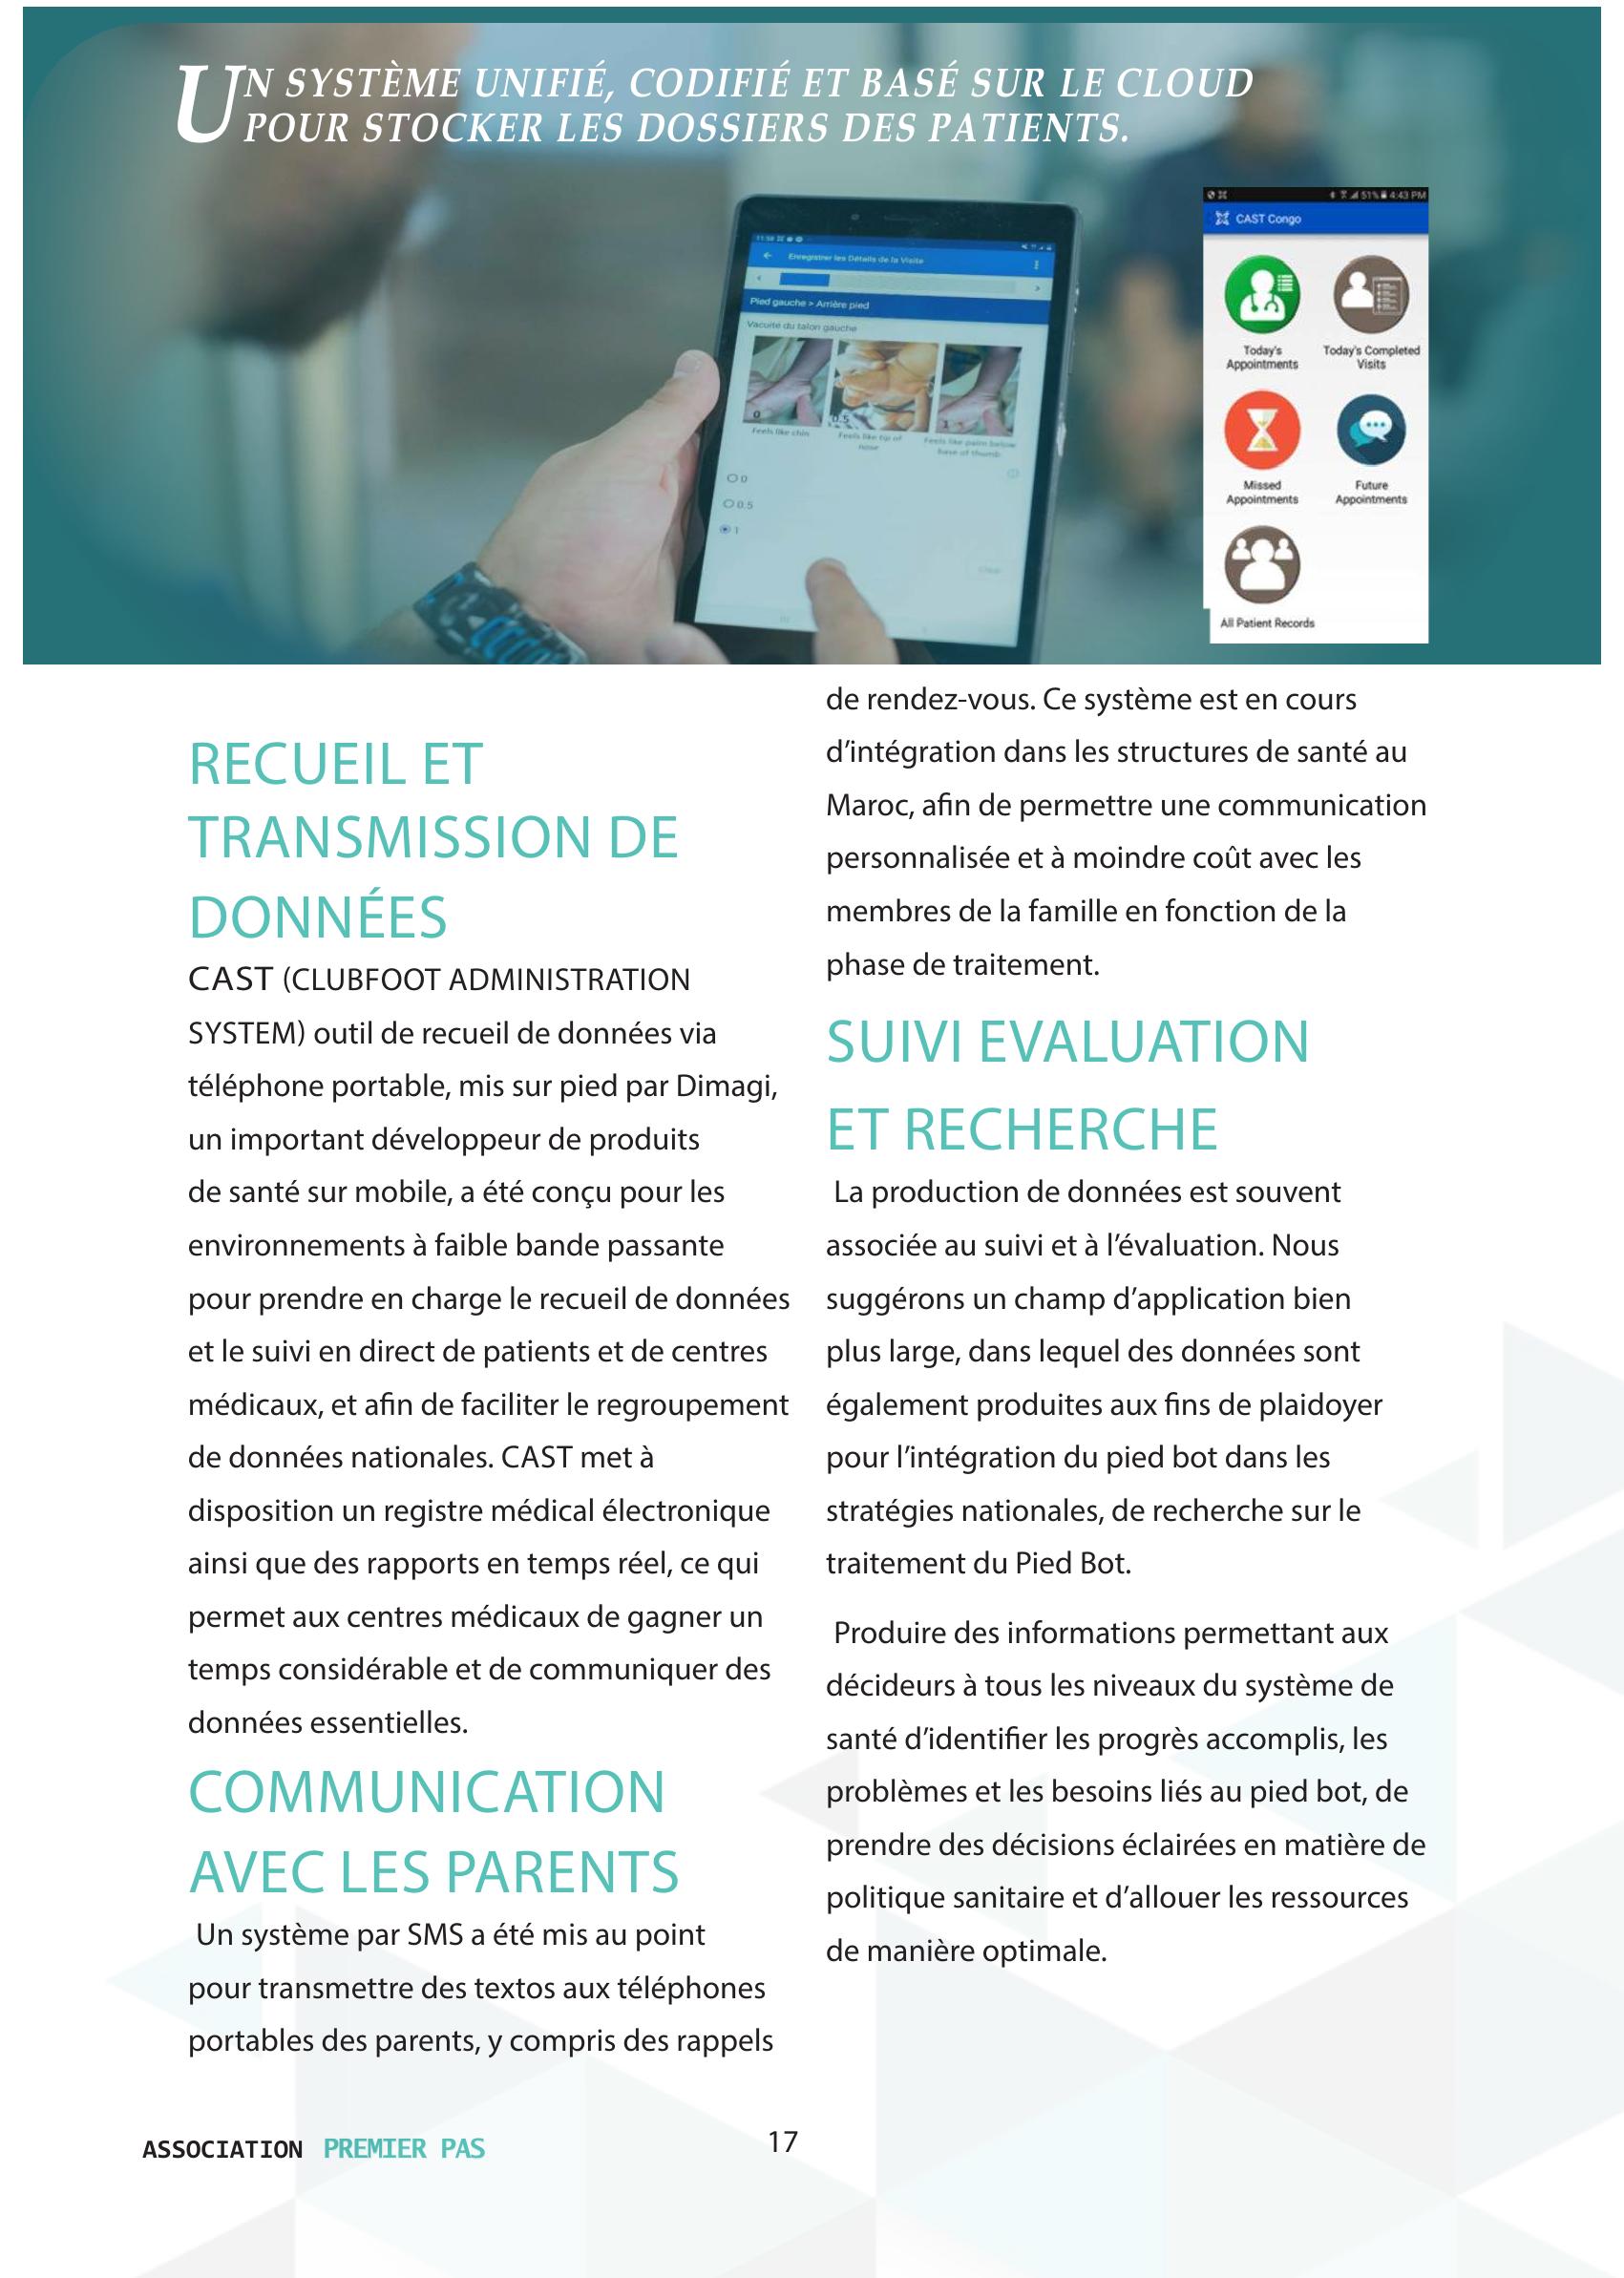 UN SYSTÈME UNIFIÉ, CODIFIÉ ET BASÉ SUR LE CLOUD
POUR STOCKER LES DOSSIERS DES PATIENTS.
11:58
Enregistrer les Détails de la Visite
Pied gauche > Arrière pied
Vacuité du talon gauche
0
0.5
1
Feels like chin
Feels like tip of
nose
Feels like palm below
base of thumb
0
0.5
1
Clear
51% 4:43 PM
CAST Congo
Today's
Appointments
Today's Completed
Visits
Missed
Appointments
Future
Appointments
All Patient Records
RECUEIL ET
TRANSMISSION DE
DONNÉES
CAST (CLUBFOOT ADMINISTRATION
SYSTEM) outil de recueil de données via
téléphone portable, mis sur pied par Dimagi,
un important développeur de produits
de santé sur mobile, a été conçu pour les
environnements à faible bande passante
pour prendre en charge le recueil de données
et le suivi en direct de patients et de centres
médicaux, et afin de faciliter le regroupement
de données nationales. CAST met à
disposition un registre médical électronique
ainsi que des rapports en temps réel, ce qui
permet aux centres médicaux de gagner un
temps considérable et de communiquer des
données essentielles.
COMMUNICATION
AVEC LES PARENTS
Un système par SMS a été mis au point
pour transmettre des textos aux téléphones
portables des parents, y compris des rappels
de rendez-vous. Ce système est en cours
d’intégration dans les structures de santé au
Maroc, afin de permettre une communication
personnalisée et à moindre coût avec les
membres de la famille en fonction de la
phase de traitement.
SUIVI EVALUATION
ET RECHERCHE
La production de données est souvent
associée au suivi et à l’évaluation. Nous
suggérons un champ d’application bien
plus large, dans lequel des données sont
également produites aux fins de plaidoyer
pour l’intégration du pied bot dans les
stratégies nationales, de recherche sur le
traitement du Pied Bot.
Produire des informations permettant aux
décideurs à tous les niveaux du système de
santé d’identifier les progrès accomplis, les
problèmes et les besoins liés au pied bot, de
prendre des décisions éclairées en matière de
politique sanitaire et d’allouer les ressources
de manière optimale.
ASSOCIATION PREMIER PAS
17